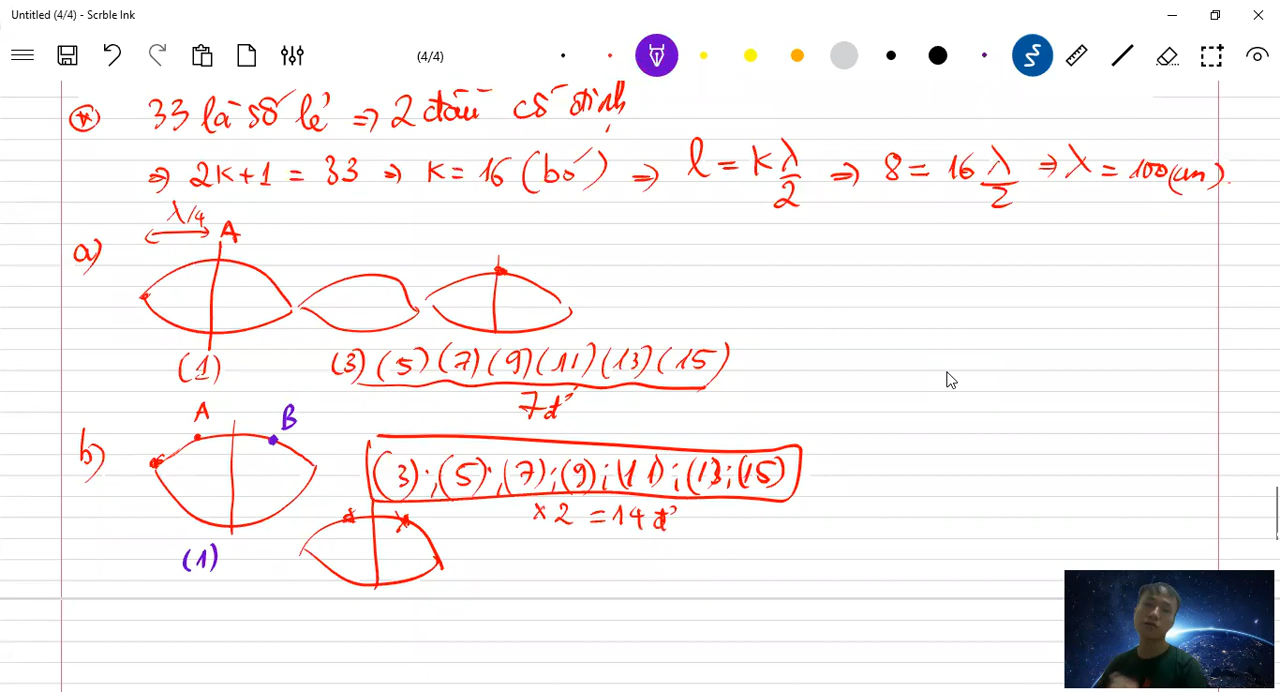 Untitled (4/4) - Scrble Ink
(4/4)
(*) 33 là số lẻ => 2 đầu cố định
=> 2K+1 = 33 => K = 16 (bó) => l = K λ/2 => 8 = 16 λ/2 => λ = 100 (cm).
λ/4 A
a)
(1) (3) (5) (7) (9) (11) (13) (15)
7đ'
A B
b) (3) ; (5) ; (7) ; (9) ; (11) ; (13 ; (15)
× 2 = 14 đ'
(1)